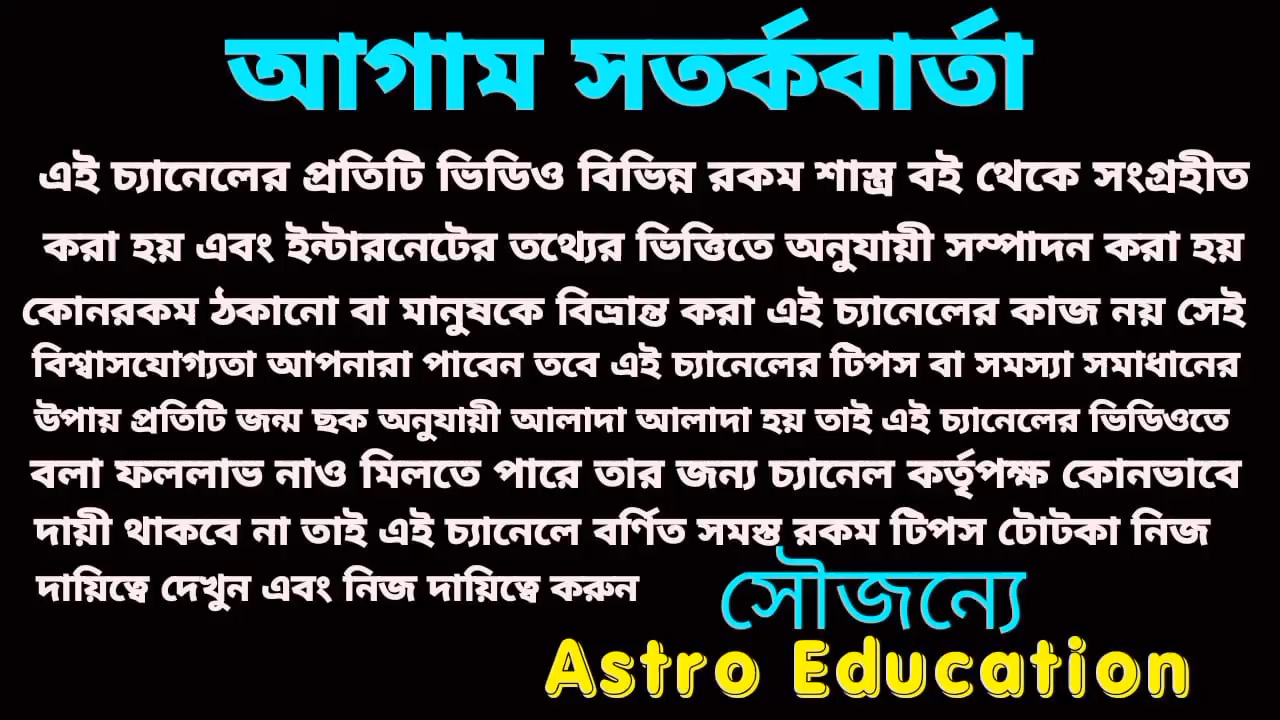 আগাম সতর্কবার্তা
এই চ্যানেলের প্রতিটি ভিডিও বিভিন্ন রকম শাস্ত্র বই থেকে সংগ্রহীত
করা হয় এবং ইন্টারনেটের তথ্যের ভিত্তিতে অনুযায়ী সম্পাদন করা হয়
কোনরকম ঠকানো বা মানুষকে বিভ্রান্ত করা এই চ্যানেলের কাজ নয় সেই
বিশ্বাসযোগ্যতা আপনারা পাবেন তবে এই চ্যানেলের টিপস বা সমস্যা সমাধানের
উপায় প্রতিটি জন্ম ছক অনুযায়ী আলাদা আলাদা হয় তাই এই চ্যানেলের ভিডিওতে
বলা ফললাভ নাও মিলতে পারে তার জন্য চ্যানেল কর্তৃপক্ষ কোনভাবে
দায়ী থাকবে না তাই এই চ্যানেলে বর্ণিত সমস্ত রকম টিপস টোটকা নিজ
দায়িত্বে দেখুন এবং নিজ দায়িত্বে করুন
সৌজন্যে
Astro Education